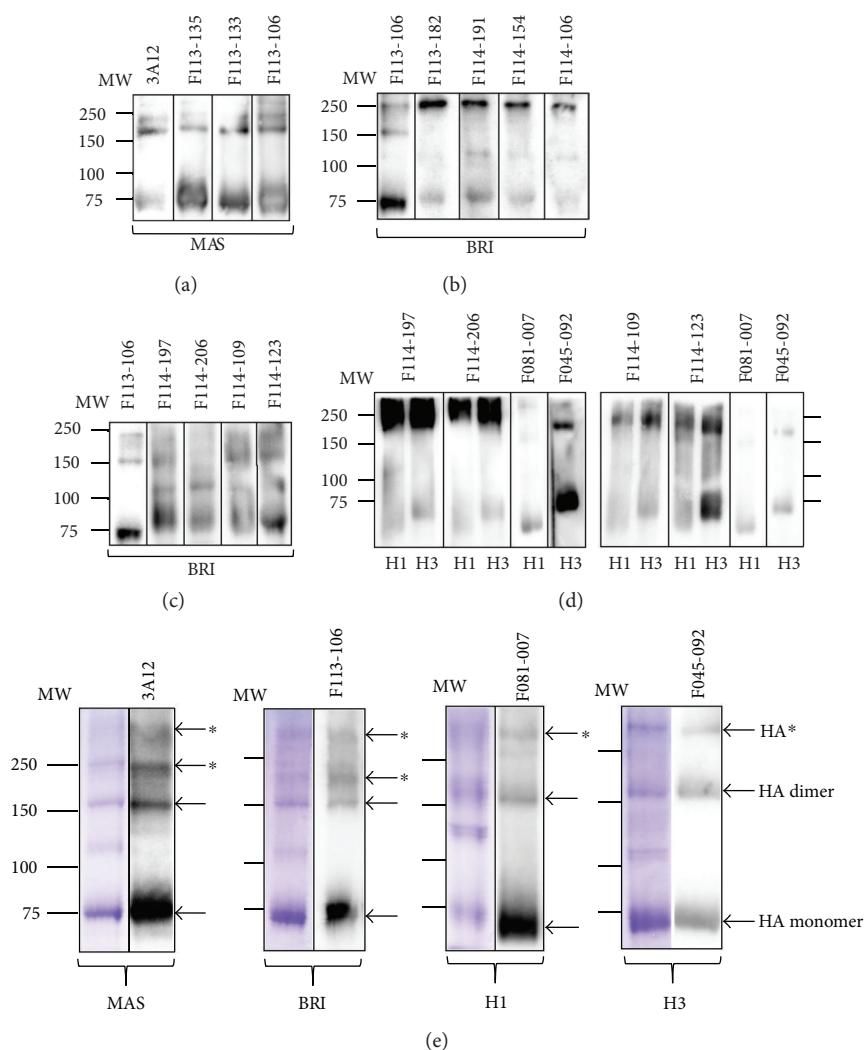 MW
3A12
F113-135
F113-133
F113-106
250
150
100
75
MAS
(a)
MW
F113-106
F113-182
F114-191
F114-154
F114-106
250
150
100
75
BRI
(b)
MW
F113-106
F114-197
F114-206
F114-109
F114-123
250
150
100
75
BRI
(c)
MW
F114-197
F114-206
F081-007
F045-092
F114-109
F114-123
F081-007
F045-092
250
150
100
75
H1 H3 H1 H3 H1 H3 H1 H3 H1 H3 H1 H3
(d)
MW
3A12
250
150
100
75
*
*
MAS
MW
F113-106
*
*
BRI
MW
F081-007
*
H1
MW
F045-092
HA*
HA dimer
HA monomer
H3
(e)